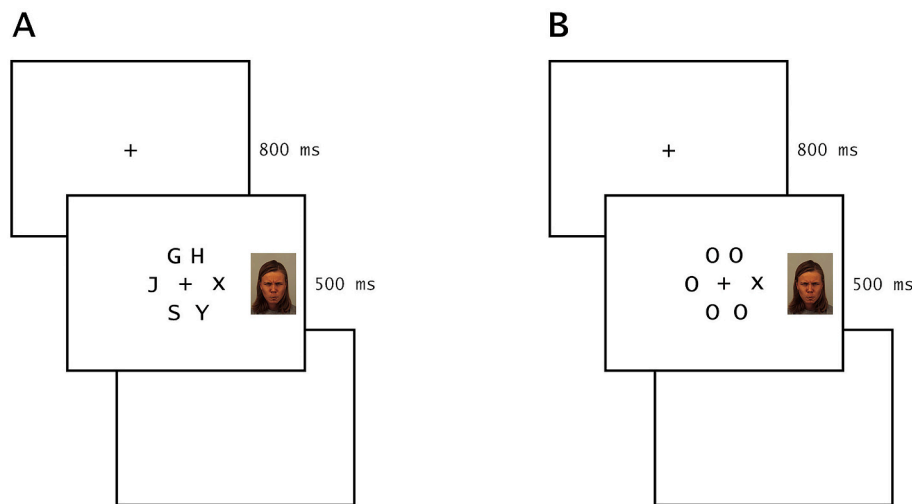 A
+
800 ms
G H
J + X
S Y
500 ms
B
+
800 ms
O O
O + X
O O
500 ms